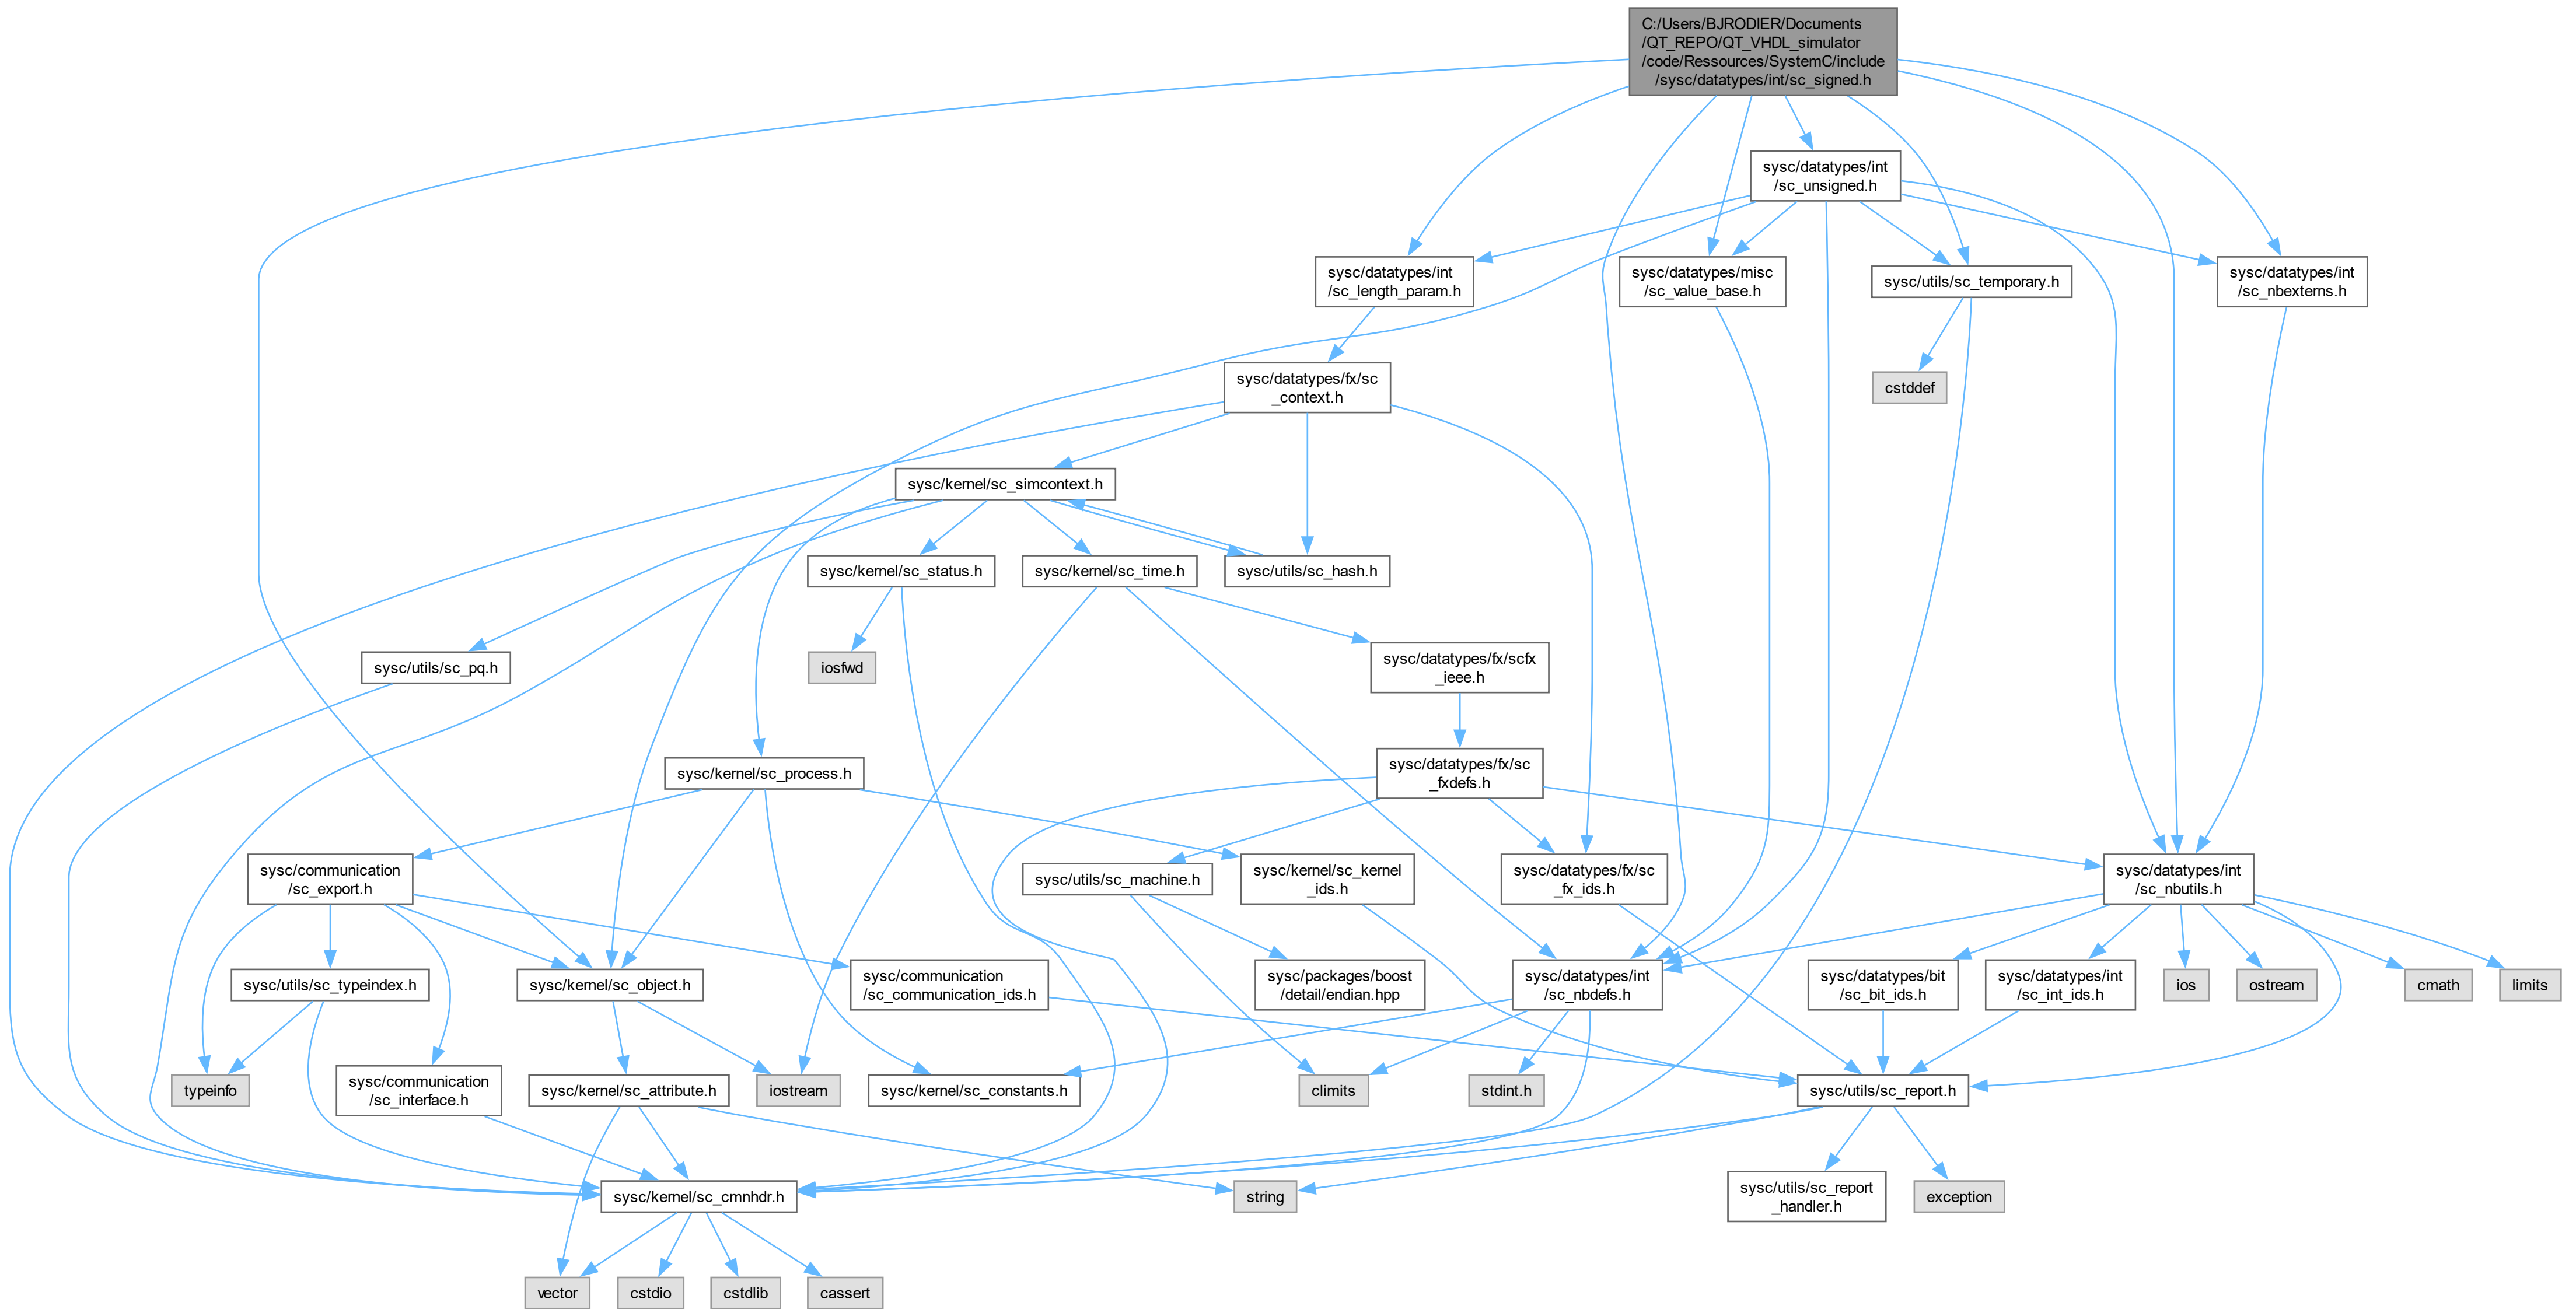 C:/Users/BJRODIER/Documents
/QT_REPO/QT_VHDL_simulator
/code/Ressources/SystemC/include
/sysc/datatypes/int/sc_signed.h
sysc/datatypes/int
/sc_unsigned.h
sysc/datatypes/int
/sc_length_param.h
sysc/datatypes/misc
/sc_value_base.h
sysc/utils/sc_temporary.h
sysc/datatypes/int
/sc_nbexterns.h
sysc/datatypes/fx/sc
_context.h
cstddef
sysc/kernel/sc_simcontext.h
sysc/kernel/sc_status.h
sysc/kernel/sc_time.h
sysc/utils/sc_hash.h
sysc/utils/sc_pq.h
iosfwd
sysc/datatypes/fx/scfx
_ieee.h
sysc/kernel/sc_process.h
sysc/datatypes/fx/sc
_fxdefs.h
sysc/communication
/sc_export.h
sysc/utils/sc_machine.h
sysc/kernel/sc_kernel
_ids.h
sysc/datatypes/fx/sc
_fx_ids.h
sysc/datatypes/int
/sc_nbutils.h
sysc/utils/sc_typeindex.h
sysc/kernel/sc_object.h
sysc/communication
/sc_communication_ids.h
sysc/packages/boost
/detail/endian.hpp
sysc/datatypes/int
/sc_nbdefs.h
sysc/datatypes/bit
/sc_bit_ids.h
sysc/datatypes/int
/sc_int_ids.h
ios
ostream
cmath
limits
typeinfo
sysc/communication
/sc_interface.h
sysc/kernel/sc_attribute.h
iostream
sysc/kernel/sc_constants.h
climits
stdint.h
sysc/utils/sc_report.h
sysc/kernel/sc_cmnhdr.h
string
sysc/utils/sc_report
_handler.h
exception
vector
cstdio
cstdlib
cassert